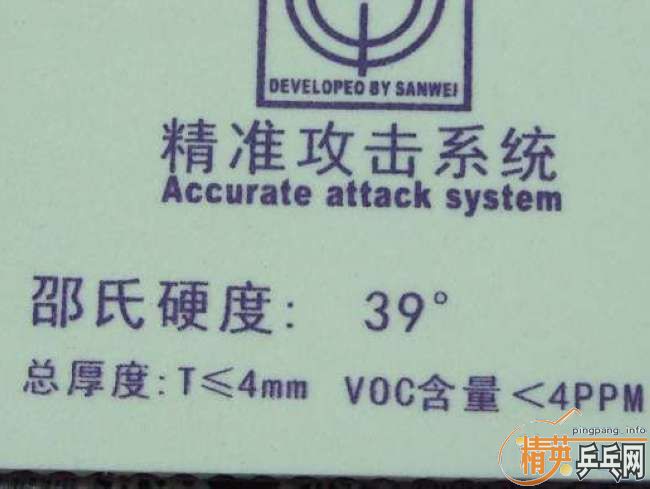 DEVELOPED BY SANWEI
精准攻击系统
Accurate attack system
邵氏硬度: 39°
总厚度:T≤4mm VOC含量<4PPM
pingpang.info
精英乒乓网